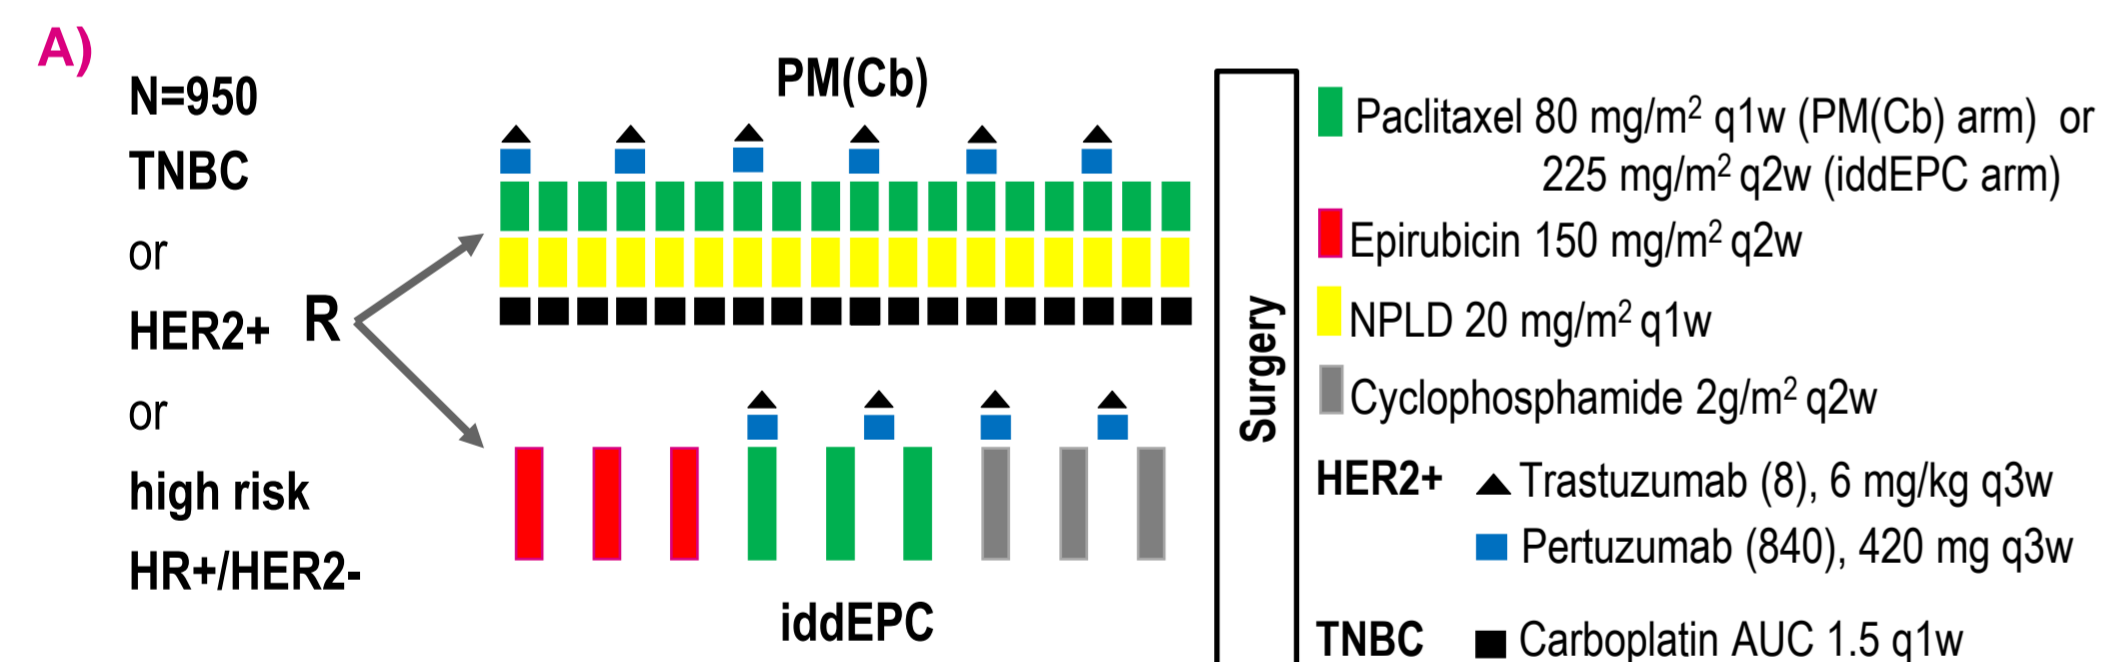 A)
N=950
TNBC
or
HER2+
or
high risk
HR+/HER2-
R
PM(Cb)
iddEPC
Surgery
Paclitaxel 80 mg/m² q1w (PM(Cb) arm) or
225 mg/m² q2w (iddEPC arm)
Epirubicin 150 mg/m² q2w
NPLD 20 mg/m² q1w
Cyclophosphamide 2g/m² q2w
HER2+ Trastuzumab (8), 6 mg/kg q3w
Pertuzumab (840), 420 mg q3w
TNBC Carboplatin AUC 1.5 q1w